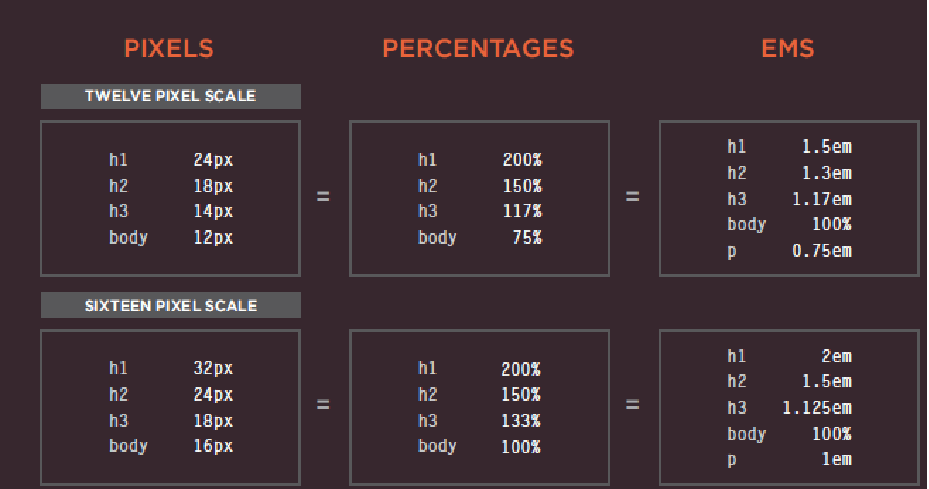 PIXELS PERCENTAGES EMS
TWELVE PIXEL SCALE
h1 24px
h2 18px
h3 14px
body 12px
=
h1 200%
h2 150%
h3 117%
body 75%
=
h1 1.5em
h2 1.3em
h3 1.17em
body 100%
p 0.75em
SIXTEEN PIXEL SCALE
h1 32px
h2 24px
h3 18px
body 16px
=
h1 200%
h2 150%
h3 133%
body 100%
=
h1 2em
h2 1.5em
h3 1.125em
body 100%
p 1em